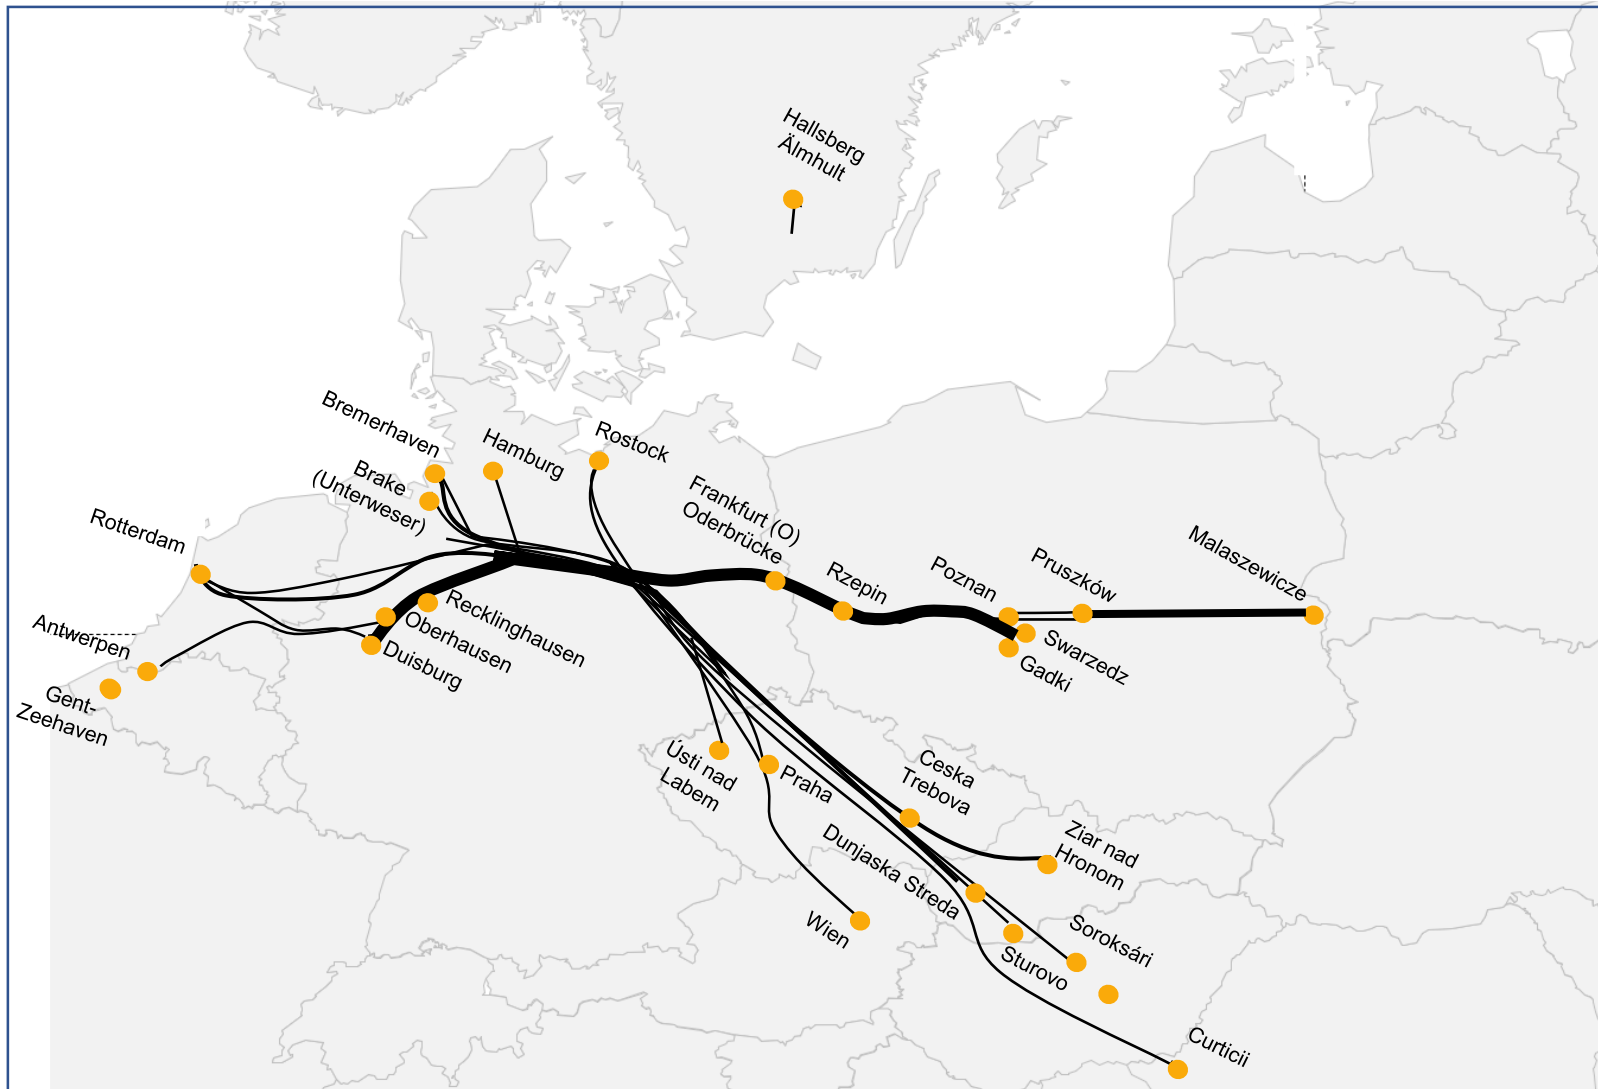 Hallsberg
Älmhult
Bremerhaven
Hamburg
Rostock
Brake
(Unterweser)
Frankfurt (O)
Oderbrücke
Rotterdam
Rzepin
Poznan
Pruszków
Malaszewicze
Antwerpen
Recklinghausen
Oberhausen
Duisburg
Swarzedz
Gadki
Gent-
Zeehaven
Ústi nad
Labem
Praha
Ceska
Trebova
Ziar nad
Hronom
Dunjaska Streda
Wien
Sturovo
Soroksári
Curticii